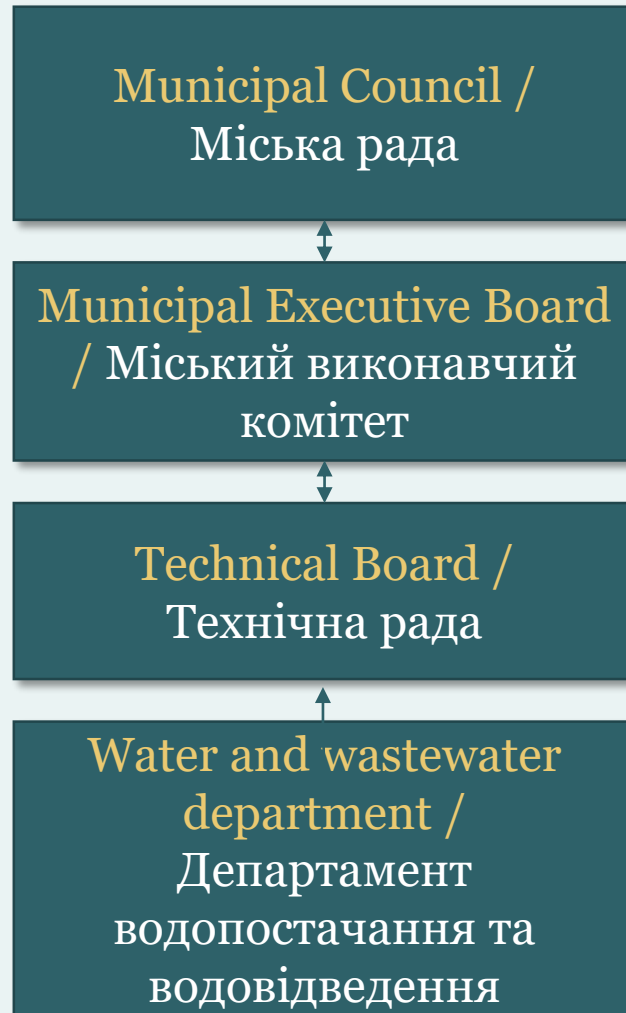 Municipal Council /
Міська рада
Municipal Executive Board
/ Міський виконавчий
комітет
Technical Board /
Технічна рада
Water and wastewater
department /
Департамент
водопостачання та
водовідведення